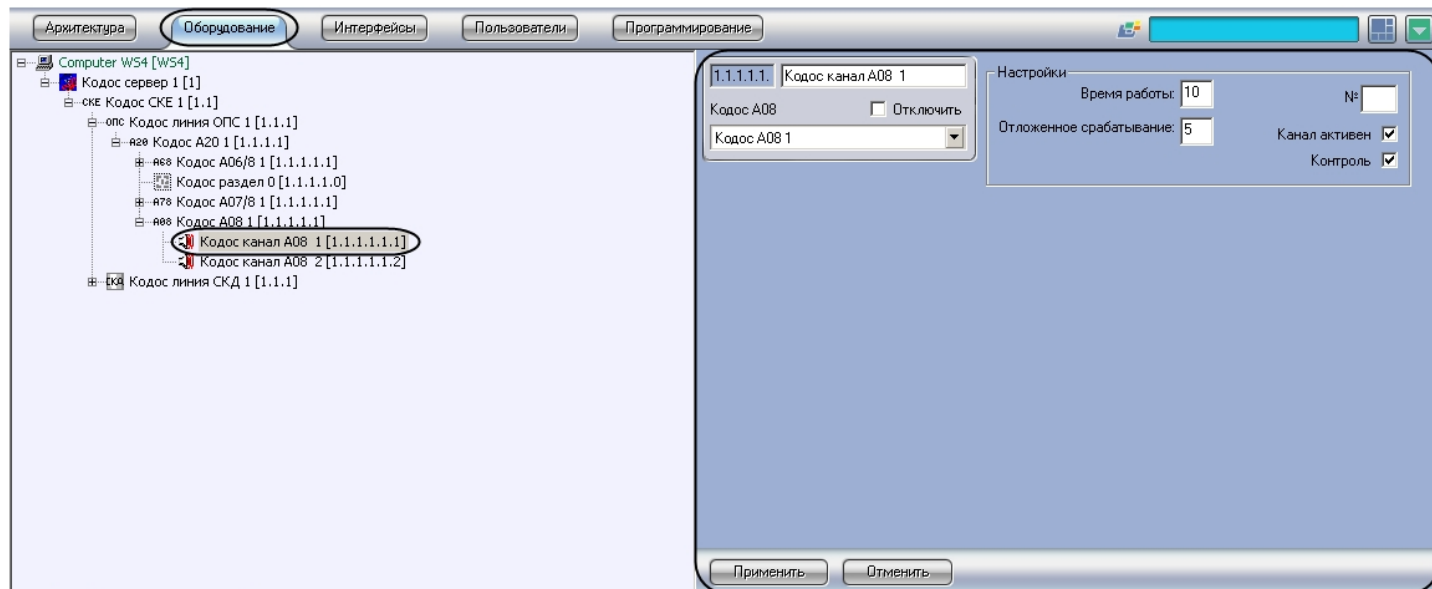 Архитектура Оборудование Интерфейсы Пользователи Программирование
Computer WS4 [WS4]
Кодос сервер 1 [1]
СКЕ Кодос СКЕ 1 [1.1]
ОПС Кодос линия ОПС 1 [1.1.1]
А20 Кодос А20 1 [1.1.1.1]
А68 Кодос А06/8 1 [1.1.1.1.1]
Кодос раздел 0 [1.1.1.1.0]
А78 Кодос А07/8 1 [1.1.1.1.1]
А08 Кодос А08 1 [1.1.1.1.1]
Кодос канал А08 1 [1.1.1.1.1.1]
Кодос канал А08 2 [1.1.1.1.1.2]
СКД Кодос линия СКД 1 [1.1.1]
1.1.1.1.1. Кодос канал А08 1
Кодос А08 Отключить
Кодос А08 1
Настройки
Время работы: 10 №
Отложенное срабатывание: 5 Канал активен
Контроль
Применить Отменить